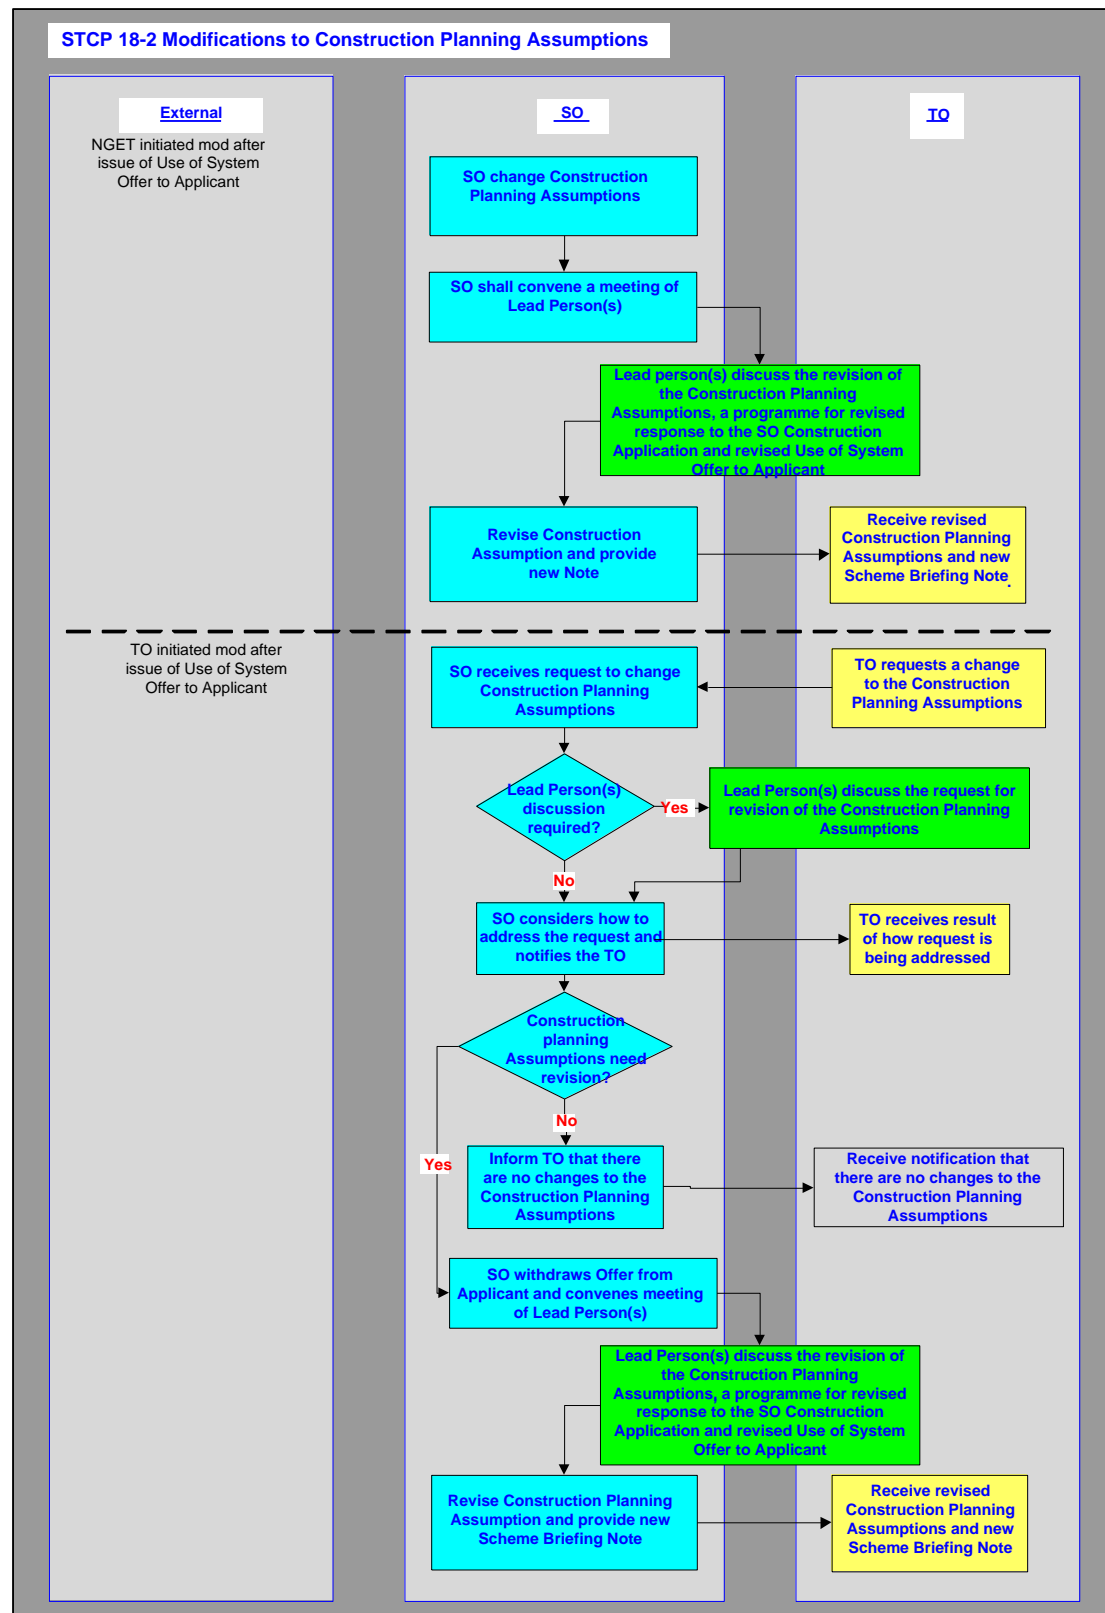 STCP 18-2 Modifications to Construction Planning Assumptions
External
SO
TO
NGET initiated mod after
issue of Use of System
Offer to Applicant
SO change Construction
Planning Assumptions
SO shall convene a meeting of
Lead Person(s)
Lead person(s) discuss the revision of
the Construction Planning
Assumptions, a programme for revised
response to the SO Construction
Application and revised Use of System
Offer to Applicant
Revise Construction
Assumption and provide
new Note
Receive revised
Construction Planning
Assumptions and new
Scheme Briefing Note.
TO initiated mod after
issue of Use of System
Offer to Applicant
SO receives request to change
Construction Planning
Assumptions
TO requests a change
to the Construction
Planning Assumptions
Lead Person(s)
discussion
required?
Yes
Lead Person(s) discuss the request for
revision of the Construction Planning
Assumptions
No
SO considers how to
address the request and
notifies the TO
TO receives result
of how request is
being addressed
Construction
planning
Assumptions need
revision?
No
Yes
Inform TO that there
are no changes to the
Construction Planning
Assumptions
Receive notification that
there are no changes to the
Construction Planning
Assumptions
SO withdraws Offer from
Applicant and convenes meeting
of Lead Person(s)
Lead Person(s) discuss the revision of
the Construction Planning
Assumptions, a programme for revised
response to the SO Construction
Application and revised Use of System
Offer to Applicant
Revise Construction Planning
Assumption and provide new
Scheme Briefing Note
Receive revised
Construction Planning
Assumptions and new
Scheme Briefing Note